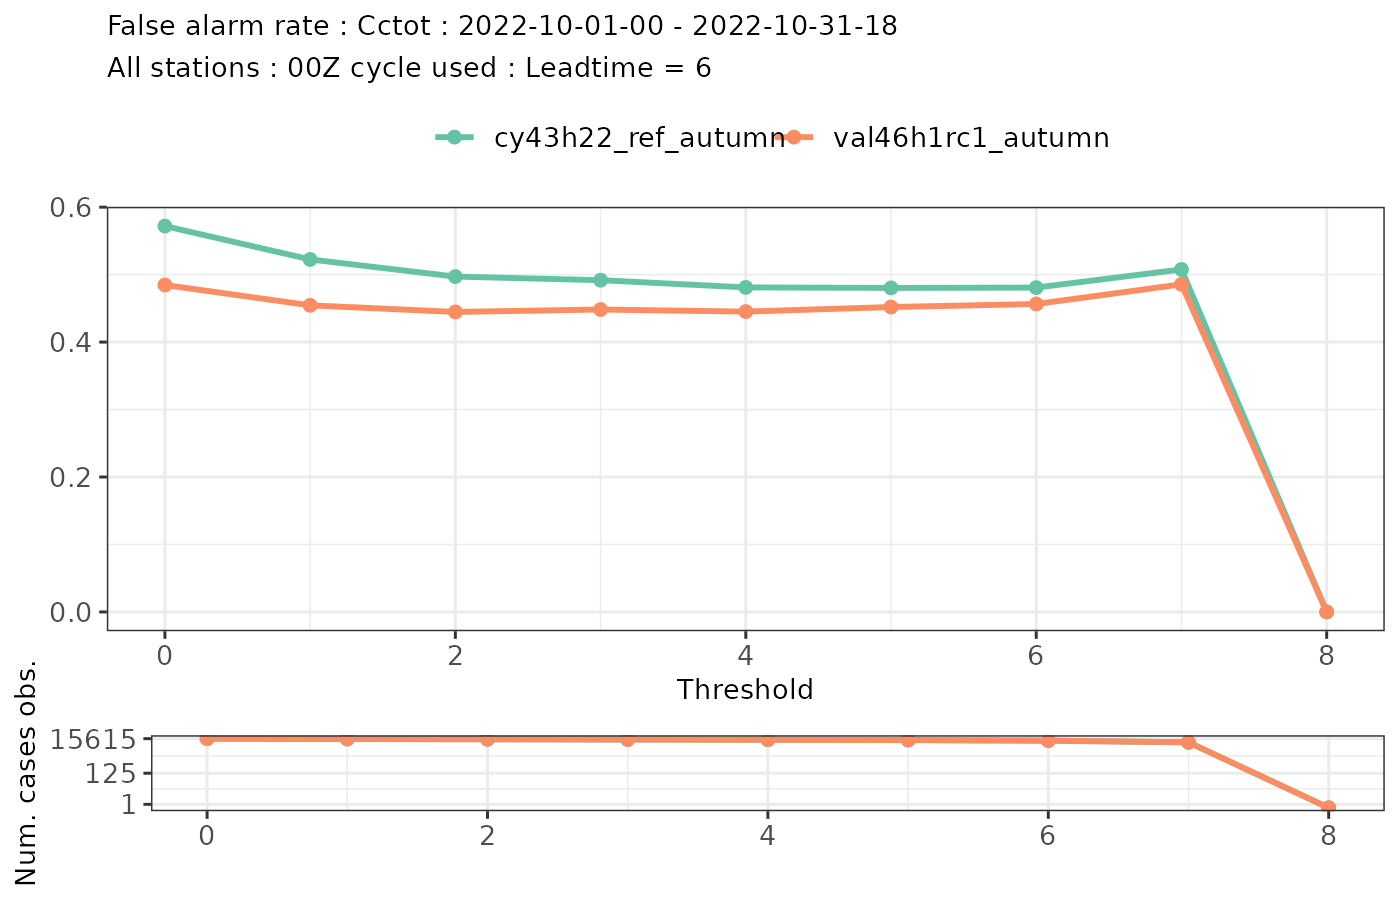 False alarm rate : Cctot : 2022-10-01-00 - 2022-10-31-18
All stations : 00Z cycle used : Leadtime = 6
cy43h22_ref_autumn val46h1rc1_autumn
0.6
0.4
0.2
0.0
0 2 4 6 8
Threshold
Num. cases obs.
15615
125
1
0 2 4 6 8